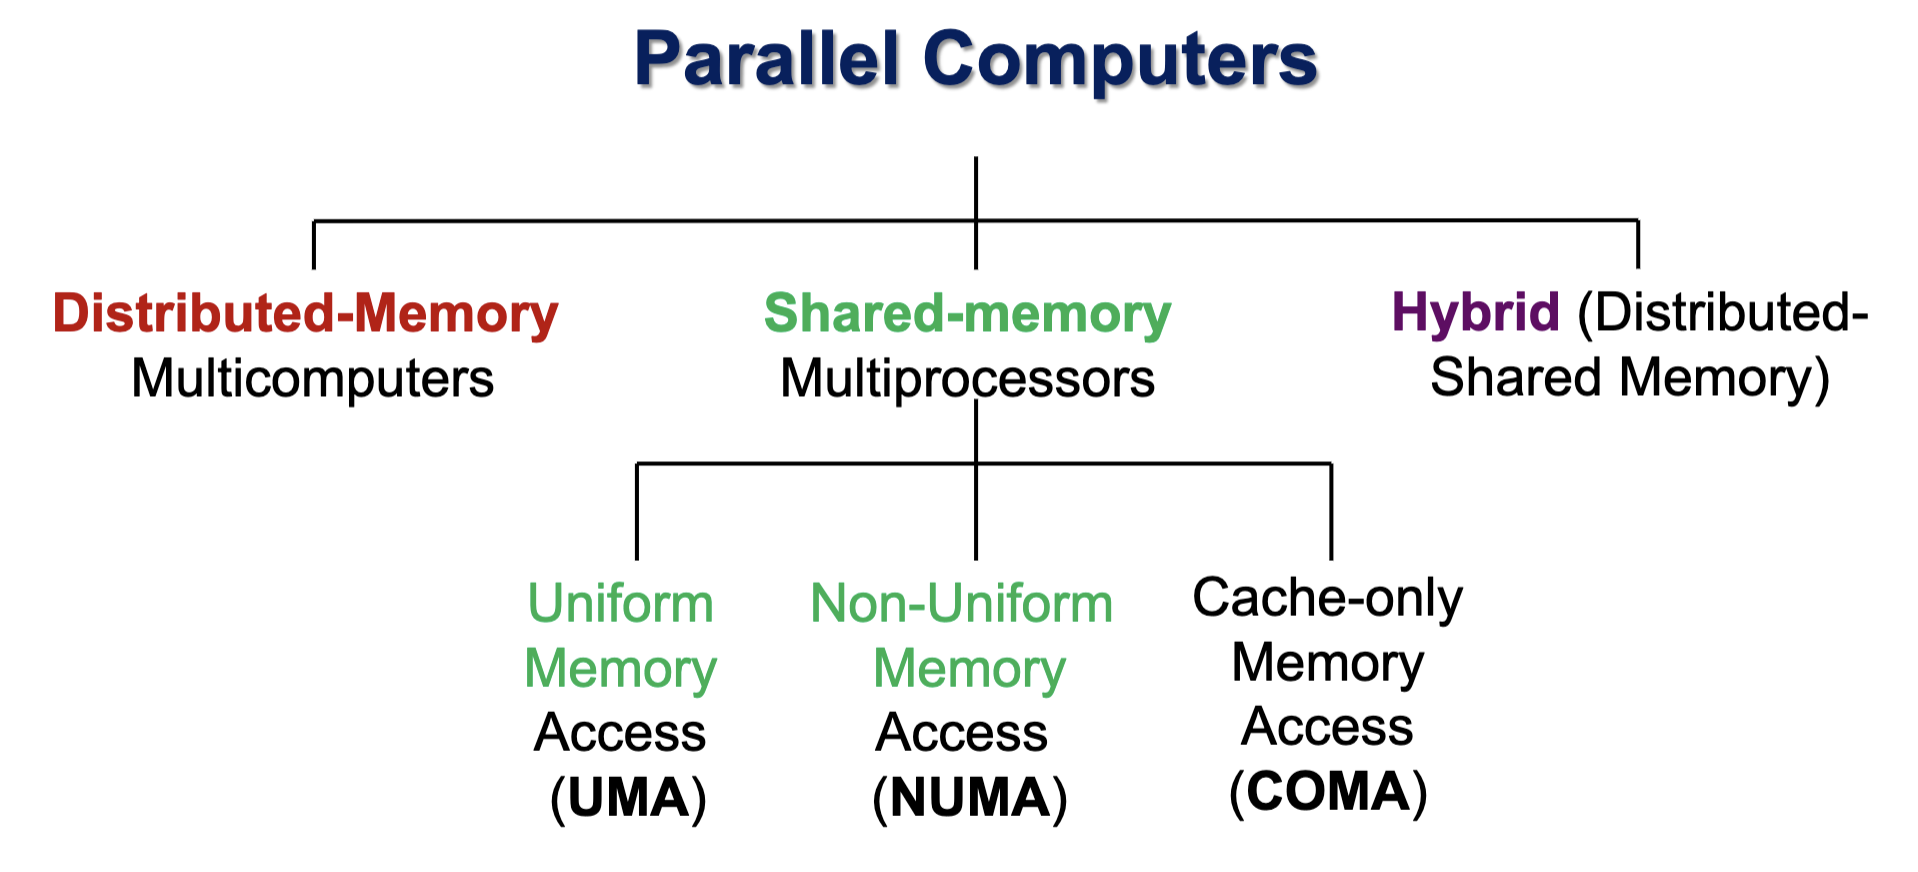 Parallel Computers
Distributed-Memory
Multicomputers
Shared-memory
Multiprocessors
Hybrid (Distributed-
Shared Memory)
Uniform
Memory
Access
(UMA)
Non-Uniform
Memory
Access
(NUMA)
Cache-only
Memory
Access
(COMA)